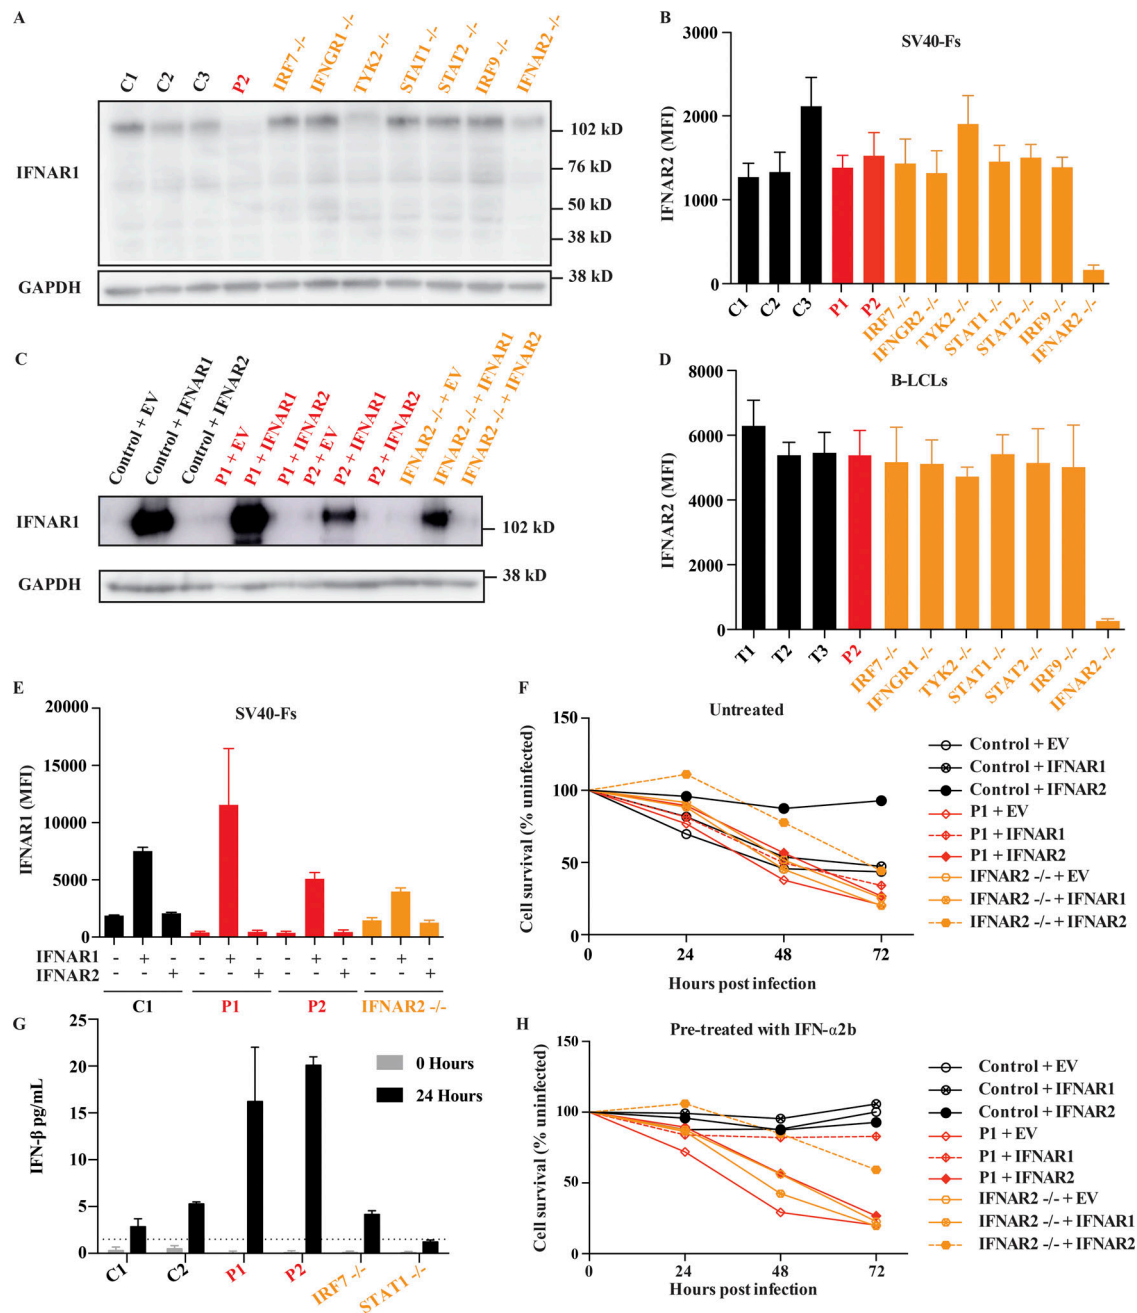 A
C1
C2
C3
P2
IRF7 -/-
IFNGR1 -/-
TYK2 -/-
STAT1 -/-
STAT2 -/-
IRF9 -/-
IFNAR2 -/-
IFNAR1
102 kD
76 kD
50 kD
38 kD
GAPDH
38 kD
B
SV40-Fs
IFNAR2 (MFI)
3000
2000
1000
0
C1
C2
C3
P1
P2
IRF7 -/-
IFNGR2 -/-
TYK2 -/-
STAT1 -/-
STAT2 -/-
IRF9 -/-
IFNAR2 -/-
C
Control + EV
Control + IFNAR1
Control + IFNAR2
P1 + EV
P1 + IFNAR1
P1 + IFNAR2
P2 + EV
P2 + IFNAR1
P2 + IFNAR2
IFNAR2 -/- + EV
IFNAR2 -/- + IFNAR1
IFNAR2 -/- + IFNAR2
IFNAR1
102 kD
GAPDH
38 kD
D
B-LCLs
IFNAR2 (MFI)
8000
6000
4000
2000
0
T1
T2
T3
P2
IRF7 -/-
IFNGR1 -/-
TYK2 -/-
STAT1 -/-
STAT2 -/-
IRF9 -/-
IFNAR2 -/-
E
SV40-Fs
IFNAR1 (MFI)
20000
15000
10000
5000
0
IFNAR1 - + - - + - - + - - + -
IFNAR2 - - + - - + - - + - - +
C1
P1
P2
IFNAR2 -/-
F
Untreated
Cell survival (% uninfected)
150
100
50
0
0
24
48
72
Hours post infection
Control + EV
Control + IFNAR1
Control + IFNAR2
P1 + EV
P1 + IFNAR1
P1 + IFNAR2
IFNAR2 -/- + EV
IFNAR2 -/- + IFNAR1
IFNAR2 -/- + IFNAR2
G
IFN-β pg/mL
25
20
15
10
5
0
0 Hours
24 Hours
C1
C2
P1
P2
IRF7 -/-
STAT1 -/-
H
Pre-treated with IFN-α2b
Cell survival (% uninfected)
150
100
50
0
0
24
48
72
Hours post infection
Control + EV
Control + IFNAR1
Control + IFNAR2
P1 + EV
P1 + IFNAR1
P1 + IFNAR2
IFNAR2 -/- + EV
IFNAR2 -/- + IFNAR1
IFNAR2 -/- + IFNAR2